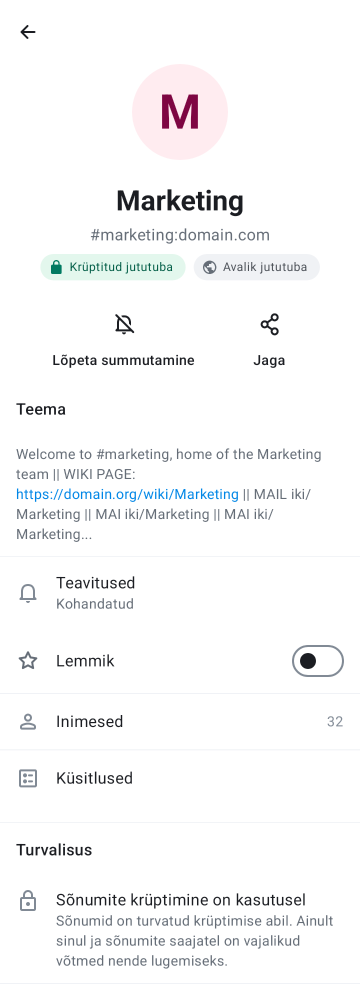 M
Marketing
#marketing:domain.com
Krüptitud jututuba
Avalik jututuba
Lõpeta summutamine
Jaga
Teema
Welcome to #marketing, home of the Marketing
team || WIKI PAGE:
https://domain.org/wiki/Marketing || MAIL iki/
Marketing || MAI iki/Marketing || MAI iki/
Marketing...
Teavitused
Kohandatud
Lemmik
Inimesed 32
Küsitlused
Turvalisus
Sõnumite krüptimine on kasutusel
Sõnumid on turvatud krüptimise abil. Ainult
sinul ja sõnumite saajatel on vajalikud
võtmed nende lugemiseks.